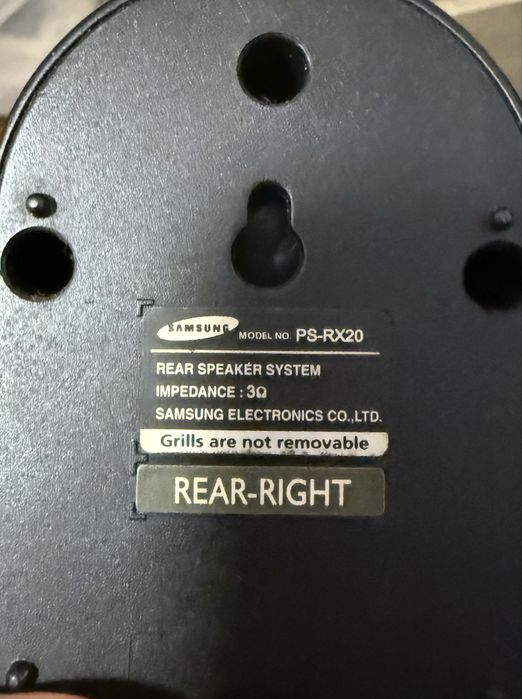 SAMSUNG MODEL NO. PS-RX20
REAR SPEAKER SYSTEM
IMPEDANCE : 3Ω
SAMSUNG ELECTRONICS CO.,LTD.
Grills are not removable
REAR-RIGHT